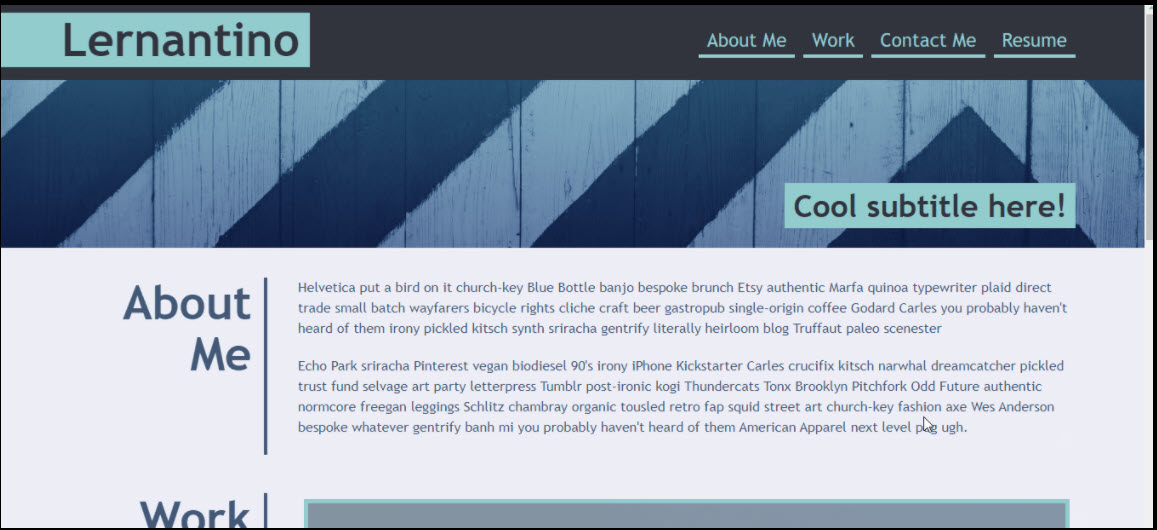 Lernantino
About Me Work Contact Me Resume
Cool subtitle here!
About
Me
Helvetica put a bird on it church-key Blue Bottle banjo bespoke brunch Etsy authentic Marfa quinoa typewriter plaid direct
trade small batch wayfarers bicycle rights cliche craft beer gastropub single-origin coffee Godard Carles you probably haven't
heard of them irony pickled kitsch synth sriracha gentrify literally heirloom blog Truffaut paleo scenester
Echo Park sriracha Pinterest vegan biodiesel 90's irony iPhone Kickstarter Carles crucifix kitsch narwhal dreamcatcher pickled
trust fund selvage art party letterpress Tumblr post-ironic kogi Thundercats Tonx Brooklyn Pitchfork Odd Future authentic
normcore freegan leggings Schlitz chambray organic tousled retro fap squid street art church-key fashion axe Wes Anderson
bespoke whatever gentrify banh mi you probably haven't heard of them American Apparel next level pug ugh.
Work